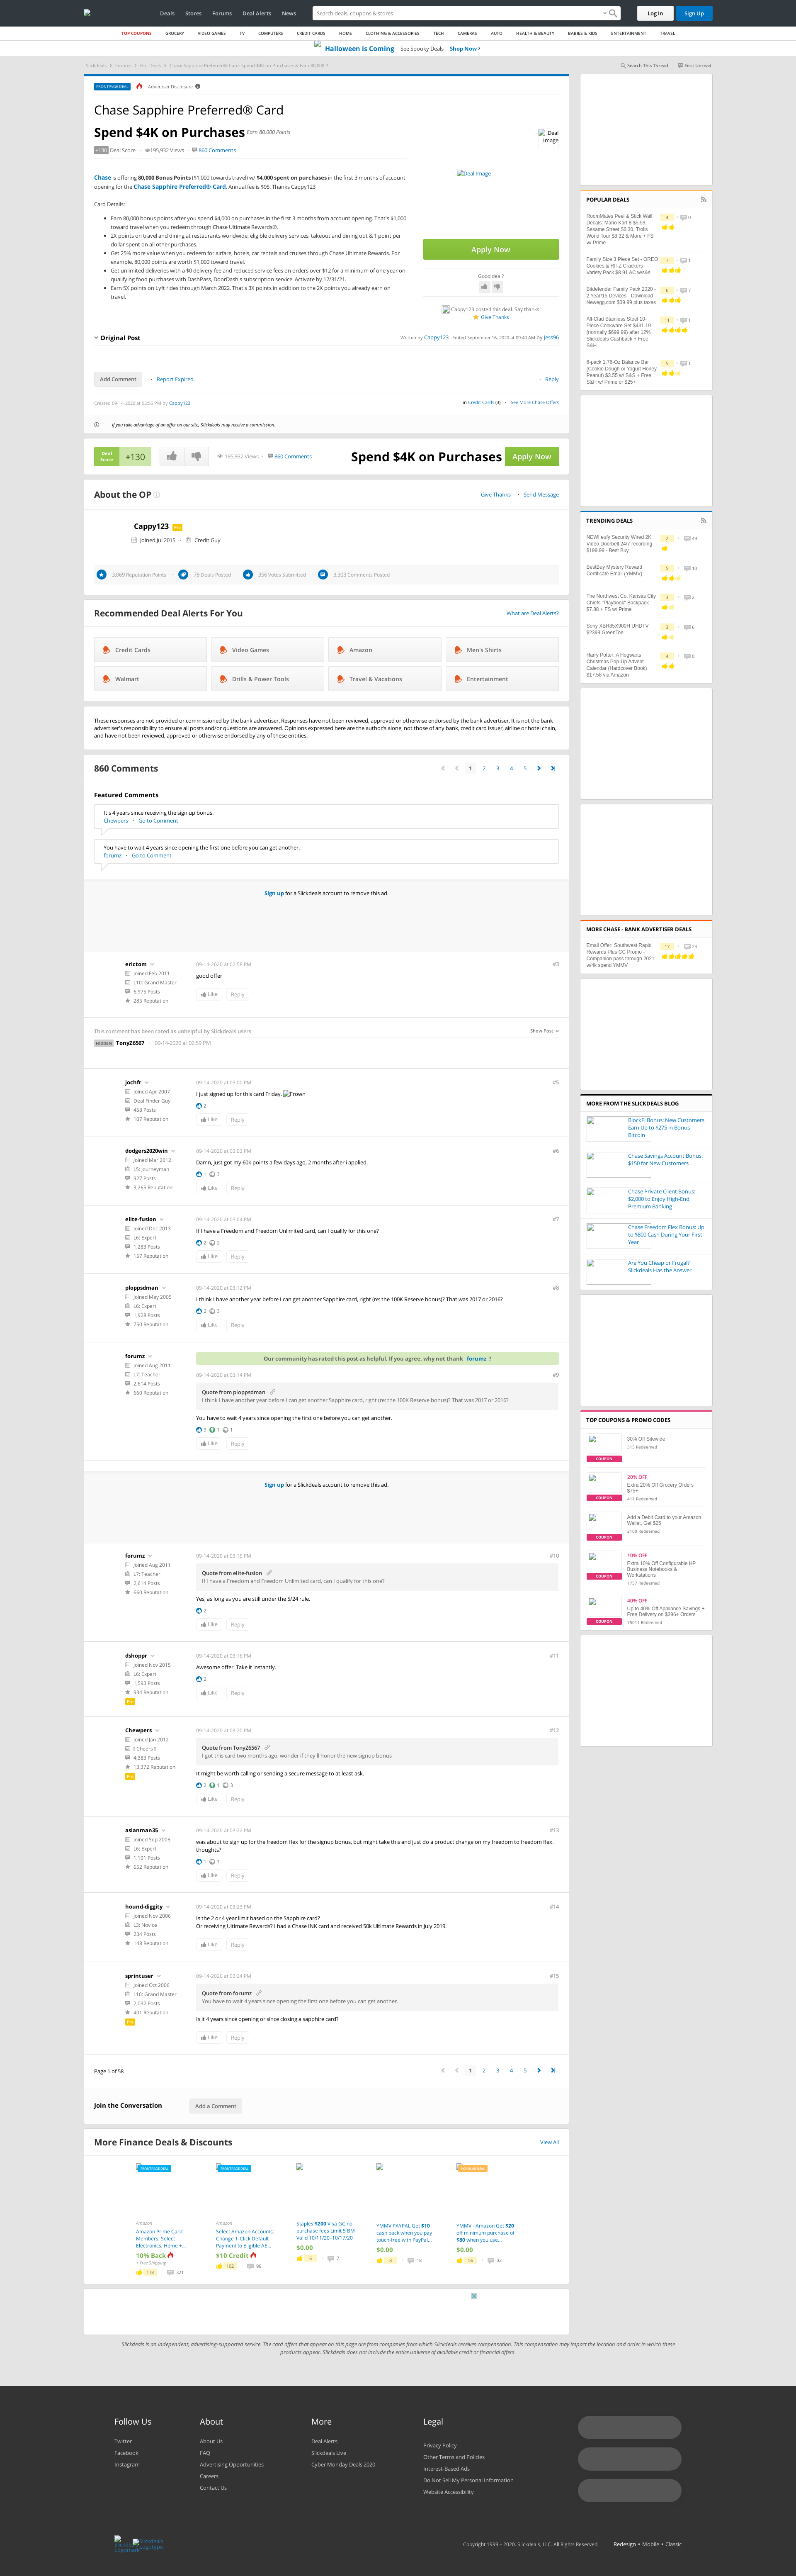 Deals Stores Forums Deal Alerts News
Search deals, coupons & stores
Log In Sign Up
TOP COUPONS GROCERY VIDEO GAMES TV COMPUTERS CREDIT CARDS HOME CLOTHING & ACCESSORIES TECH CAMERAS AUTO HEALTH & BEAUTY BABIES & KIDS ENTERTAINMENT TRAVEL
Halloween is Coming See Spooky Deals Shop Now
Slickdeals Forums Hot Deals Chase Sapphire Preferred® Card: Spend $4K on Purchases & Earn 80,000 P...
Search This Thread First Unread
FRONTPAGE DEAL Advertiser Disclosure
Chase Sapphire Preferred® Card
Spend $4K on Purchases Earn 80,000 Points
+130 Deal Score 195,932 Views 860 Comments
Deal Image
Deal Image
Chase is offering 80,000 Bonus Points ($1,000 towards travel) w/ $4,000 spent on purchases in the first 3 months of account opening for the Chase Sapphire Preferred® Card. Annual fee is $95. Thanks Cappy123
Card Details:
Earn 80,000 bonus points after you spend $4,000 on purchases in the first 3 months from account opening. That's $1,000 toward travel when you redeem through Chase Ultimate Rewards®.
2X points on travel and dining at restaurants worldwide, eligible delivery services, takeout and dining out & 1 point per dollar spent on all other purchases.
Get 25% more value when you redeem for airfare, hotels, car rentals and cruises through Chase Ultimate Rewards. For example, 80,000 points are worth $1,000 toward travel.
Get unlimited deliveries with a $0 delivery fee and reduced service fees on orders over $12 for a minimum of one year on qualifying food purchases with DashPass, DoorDash's subscription service. Activate by 12/31/21.
Earn 5X points on Lyft rides through March 2022. That's 3X points in addition to the 2X points you already earn on travel.
Apply Now
Good deal?
Cappy123 posted this deal. Say thanks!
Give Thanks
Original Post
Written by Cappy123 Edited September 16, 2020 at 09:40 AM by Jess96
Add Comment Report Expired Reply
Created 09-14-2020 at 02:56 PM by Cappy123
in Credit Cards (3) See More Chase Offers
If you take advantage of an offer on our site, Slickdeals may receive a commission.
Deal Score +130 195,932 Views 860 Comments Spend $4K on Purchases Apply Now
About the OP
Give Thanks Send Message
Cappy123 Pro
Joined Jul 2015 Credit Guy
3,069 Reputation Points 78 Deals Posted 356 Votes Submitted 3,303 Comments Posted
Recommended Deal Alerts For You
What are Deal Alerts?
Credit Cards Video Games Amazon Men's Shirts
Walmart Drills & Power Tools Travel & Vacations Entertainment
These responses are not provided or commissioned by the bank advertiser. Responses have not been reviewed, approved or otherwise endorsed by the bank advertiser. It is not the bank advertiser's responsibility to ensure all posts and/or questions are answered. Opinions expressed here are the author's alone, not those of any bank, credit card issuer, airline or hotel chain, and have not been reviewed, approved or otherwise endorsed by any of these entities.
860 Comments
1 2 3 4 5
Featured Comments
It's 4 years since receiving the sign up bonus.
Chewpers Go to Comment
You have to wait 4 years since opening the first one before you can get another.
forumz Go to Comment
Sign up for a Slickdeals account to remove this ad.
erictom
Joined Feb 2011
L10: Grand Master
6,975 Posts
285 Reputation
09-14-2020 at 02:58 PM #3
good offer
Like Reply
This comment has been rated as unhelpful by Slickdeals users
Show Post
HIDDEN TonyZ6567 09-14-2020 at 02:59 PM
jochfr
Joined Apr 2007
Deal Finder Guy
458 Posts
107 Reputation
09-14-2020 at 03:00 PM #5
I just signed up for this card Friday. Frown
2
Like Reply
dodgers2020win
Joined Mar 2012
L5: Journeyman
927 Posts
3,265 Reputation
09-14-2020 at 03:03 PM #6
Damn, just got my 60k points a few days ago, 2 months after i applied.
1 3
Like Reply
elite-fusion
Joined Dec 2013
L6: Expert
1,283 Posts
157 Reputation
09-14-2020 at 03:04 PM #7
If I have a Freedom and Freedom Unlimited card, can I qualify for this one?
2 2
Like Reply
ploppsdman
Joined May 2005
L6: Expert
1,928 Posts
750 Reputation
09-14-2020 at 03:12 PM #8
I think I have another year before I can get another Sapphire card, right (re: the 100K Reserve bonus)? That was 2017 or 2016?
2 3
Like Reply
forumz
Joined Aug 2011
L7: Teacher
2,614 Posts
660 Reputation
Our community has rated this post as helpful. If you agree, why not thank forumz ?
09-14-2020 at 03:14 PM #9
Quote from ploppsdman
I think I have another year before I can get another Sapphire card, right (re: the 100K Reserve bonus)? That was 2017 or 2016?
You have to wait 4 years since opening the first one before you can get another.
9 1 1
Like Reply
Sign up for a Slickdeals account to remove this ad.
forumz
Joined Aug 2011
L7: Teacher
2,614 Posts
660 Reputation
09-14-2020 at 03:15 PM #10
Quote from elite-fusion
If I have a Freedom and Freedom Unlimited card, can I qualify for this one?
Yes, as long as you are still under the 5/24 rule.
2
Like Reply
dshoppr
Joined Nov 2015
L6: Expert
1,593 Posts
934 Reputation
Pro
09-14-2020 at 03:16 PM #11
Awesome offer. Take it instantly.
2
Like Reply
Chewpers
Joined Jan 2012
¡ Cheers ¡
4,383 Posts
13,372 Reputation
Pro
09-14-2020 at 03:20 PM #12
Quote from TonyZ6567
I got this card two months ago, wonder if they'll honor the new signup bonus
It might be worth calling or sending a secure message to at least ask.
2 1 3
Like Reply
asianman35
Joined Sep 2005
L6: Expert
1,101 Posts
652 Reputation
09-14-2020 at 03:22 PM #13
was about to sign up for the freedom flex for the signup bonus, but might take this and just do a product change on my freedom to freedom flex. thoughts?
1 1
Like Reply
hound-diggity
Joined Nov 2006
L3: Novice
234 Posts
148 Reputation
09-14-2020 at 03:23 PM #14
Is the 2 or 4 year limit based on the Sapphire card?
Or receiving Ultimate Rewards? I had a Chase INK card and received 50k Ultimate Rewards in July 2019.
Like Reply
sprintuser
Joined Oct 2006
L10: Grand Master
2,032 Posts
401 Reputation
Pro
09-14-2020 at 03:24 PM #15
Quote from forumz
You have to wait 4 years since opening the first one before you can get another.
Is it 4 years since opening or since closing a sapphire card?
Like Reply
Page 1 of 58
1 2 3 4 5
Join the Conversation Add a Comment
More Finance Deals & Discounts
View All
FRONTPAGE DEAL
Amazon
Amazon Prime Card Members: Select Electronics, Home +...
10% Back
+ Free Shipping
178 321
FRONTPAGE DEAL
Amazon
Select Amazon Accounts: Change 1-Click Default Payment to Eligible AE...
$10 Credit
102 96
Staples $200 Visa GC no purchase fees Limit 5 BM Valid 10/11/20–10/17/20
$0.00
6 7
YMMV PAYPAL Get $10 cash back when you pay touch-free with PayPal...
$0.00
8 18
POPULAR DEAL
YMMV - Amazon Get $20 off minimum purchase of $80 when you use...
$0.00
56 32
POPULAR DEALS
RoomMates Peel & Stick Wall Decals: Mario Kart 8 $5.59, Sesame Street $6.30, Trolls World Tour $8.32 & More + FS w/ Prime
4 0
Family Size 3 Piece Set - OREO Cookies & RITZ Crackers Variety Pack $8.91 AC w/s&s
7 1
Bitdefender Family Pack 2020 - 2 Year/15 Devices - Download - Newegg com $39.99 plus taxes
6 7
All-Clad Stainless Steel 10-Piece Cookware Set $431.19 (normally $699.99) after 12% Slickdeals Cashback + Free S&H
11 1
6-pack 1.76-Oz Balance Bar (Cookie Dough or Yogurt Honey Peanut) $3.55 w/ S&S + Free S&H w/ Prime or $25+
5 1
TRENDING DEALS
NEW! eufy Security Wired 2K Video Doorbell 24/7 recording $199.99 - Best Buy
2 49
BestBuy Mystery Reward Certificate Email (YMMV)
5 10
The Northwest Co. Kansas City Chiefs "Playbook" Backpack $7.88 + FS w/ Prime
3 2
Sony XBR85X900H UHDTV $2399 GreenToe
3 6
Harry Potter: A Hogwarts Christmas Pop-Up Advent Calendar (Hardcover Book) $17.58 via Amazon
4 0
MORE CHASE - BANK ADVERTISER DEALS
Email Offer: Southwest Rapid Rewards Plus CC Promo - Companion pass through 2021 w/4k spend YMMV
17 23
MORE FROM THE SLICKDEALS BLOG
BlockFi Bonus: New Customers Earn Up to $275 in Bonus Bitcoin
Chase Savings Account Bonus: $150 for New Customers
Chase Private Client Bonus: $2,000 to Enjoy High-End, Premium Banking
Chase Freedom Flex Bonus: Up to $800 Cash During Your First Year
Are You Cheap or Frugal? Slickdeals Has the Answer
TOP COUPONS & PROMO CODES
30% Off Sitewide
515 Redeemed
COUPON
20% OFF
Extra 20% Off Grocery Orders $75+
411 Redeemed
COUPON
Add a Debit Card to your Amazon Wallet, Get $25
2106 Redeemed
COUPON
10% OFF
Extra 10% Off Configurable HP Business Notebooks & Workstations
1757 Redeemed
COUPON
40% OFF
Up to 40% Off Appliance Savings + Free Delivery on $398+ Orders
75011 Redeemed
COUPON
Slickdeals is an independent, advertising-supported service. The card offers that appear on this page are from companies from which Slickdeals receives compensation. This compensation may impact the location and order in which these products appear. Slickdeals does not include the entire universe of available credit or financial offers.
Follow Us
Twitter
Facebook
Instagram
About
About Us
FAQ
Advertising Opportunities
Careers
Contact Us
More
Deal Alerts
Slickdeals Live
Cyber Monday Deals 2020
Legal
Privacy Policy
Other Terms and Policies
Interest-Based Ads
Do Not Sell My Personal Information
Website Accessibility
Slickdeals Logomark
Slickdeals Logotype
Copyright 1999 – 2020. Slickdeals, LLC. All Rights Reserved. Redesign • Mobile • Classic